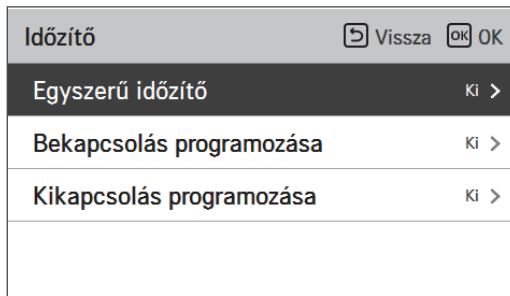 Időzítő Vissza OK OK
Egyszerű időzítő Ki >
Bekapcsolás programozása Ki >
Kikapcsolás programozása Ki >